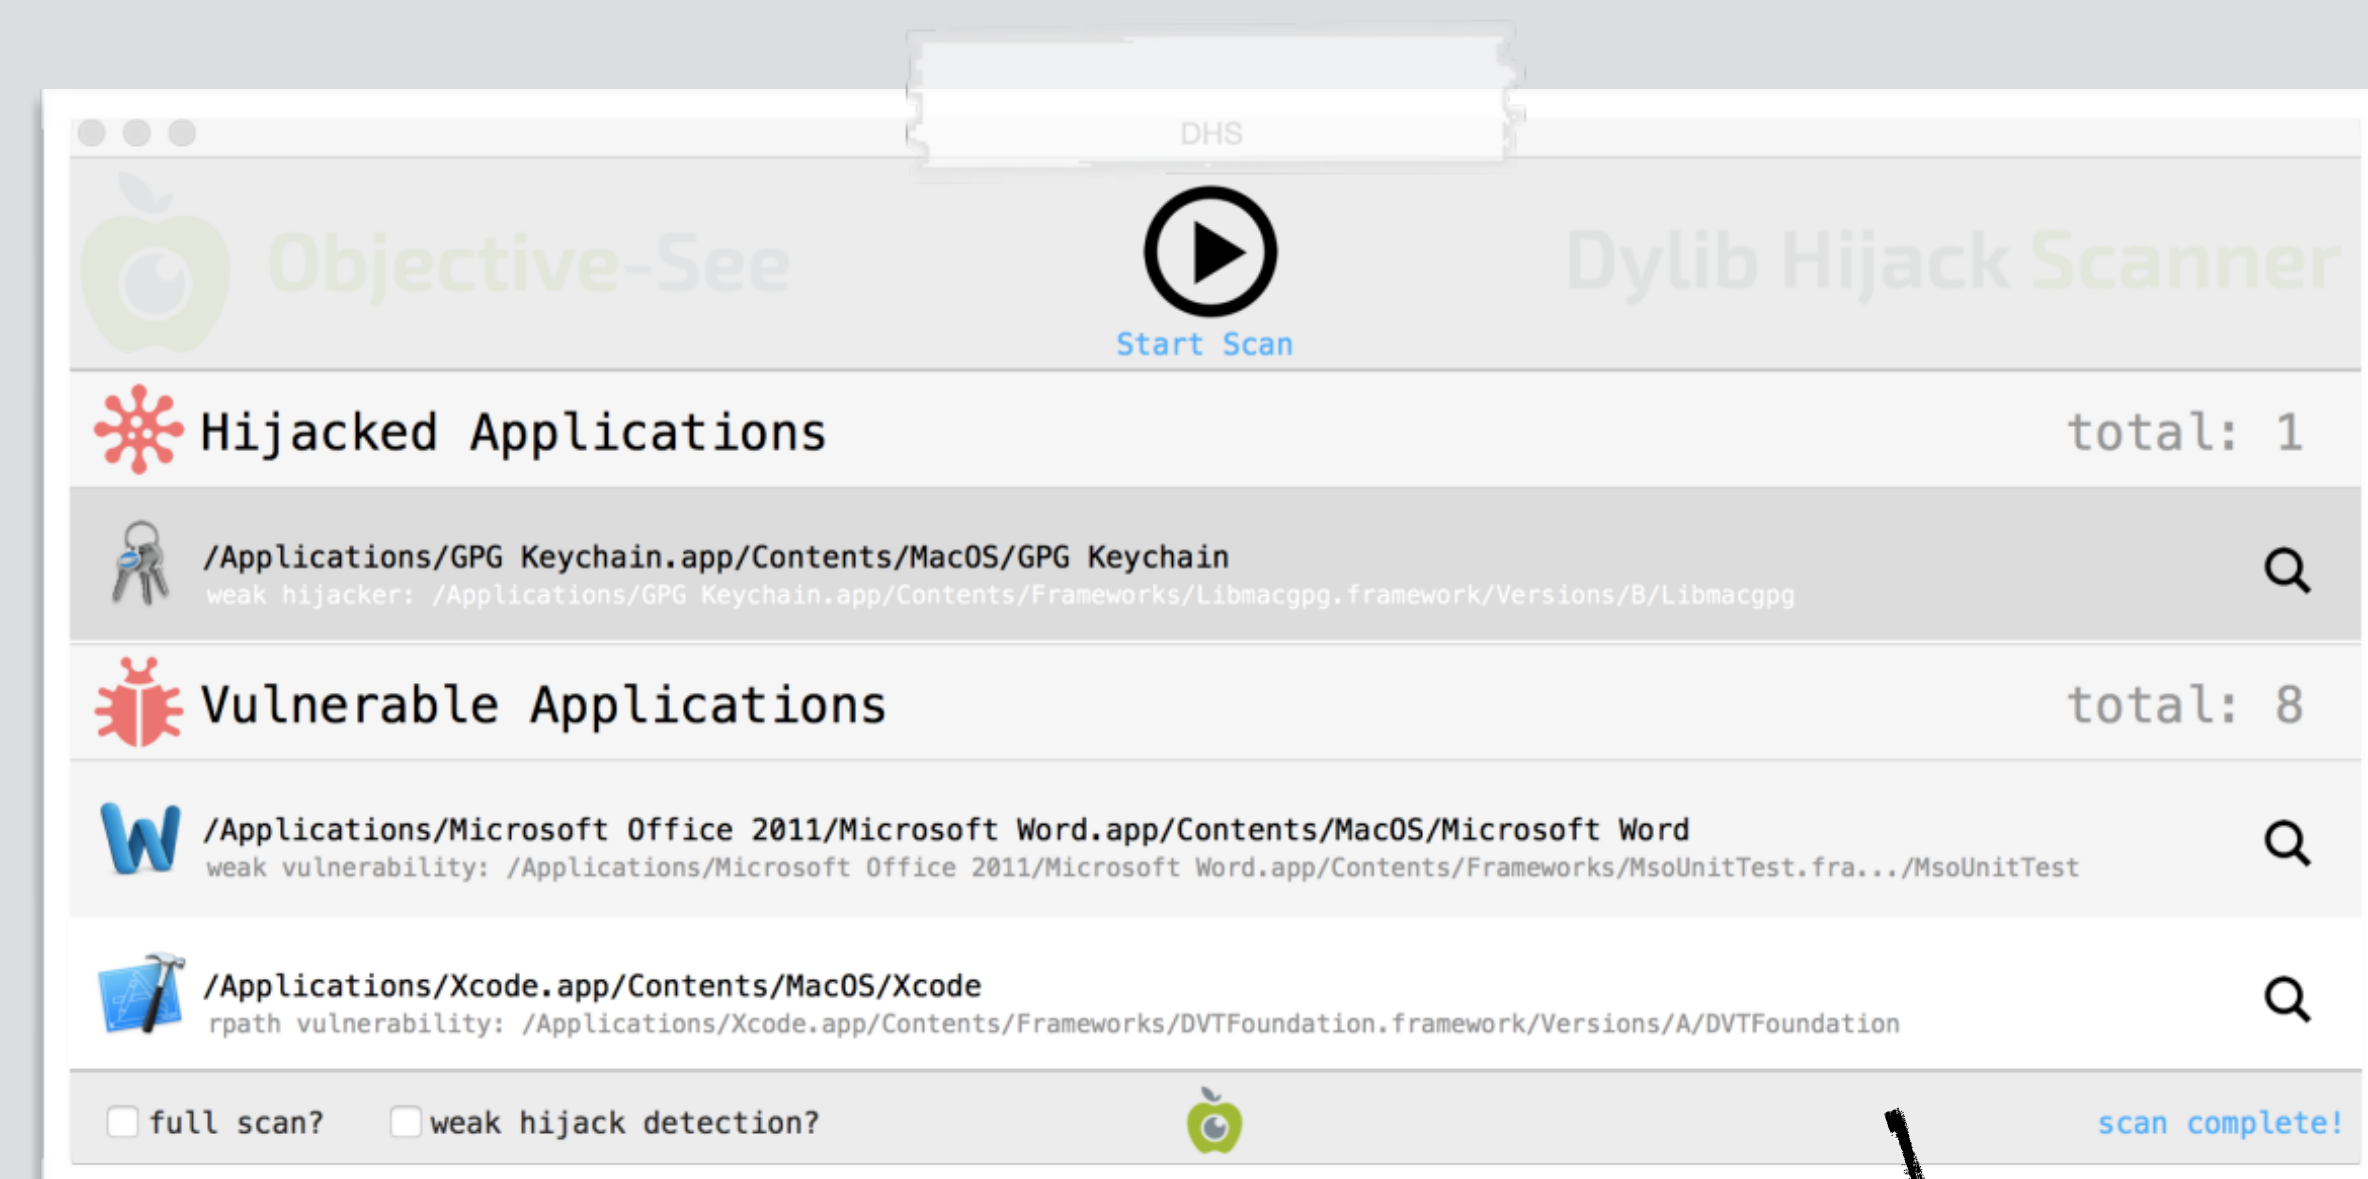 DHS
Objective-See
Dylib Hijack Scanner
Start Scan
Hijacked Applications
total: 1
/Applications/GPG Keychain.app/Contents/MacOS/GPG Keychain
weak hijacker: /Applications/GPG Keychain.app/Contents/Frameworks/Libmacgpg.framework/Versions/B/Libmacgpg
Vulnerable Applications
total: 8
/Applications/Microsoft Office 2011/Microsoft Word.app/Contents/MacOS/Microsoft Word
weak vulnerability: /Applications/Microsoft Office 2011/Microsoft Word.app/Contents/Frameworks/MsoUnitTest.fra.../MsoUnitTest
/Applications/Xcode.app/Contents/MacOS/Xcode
rpath vulnerability: /Applications/Xcode.app/Contents/Frameworks/DVTFoundation.framework/Versions/A/DVTFoundation
full scan?
weak hijack detection?
scan complete!